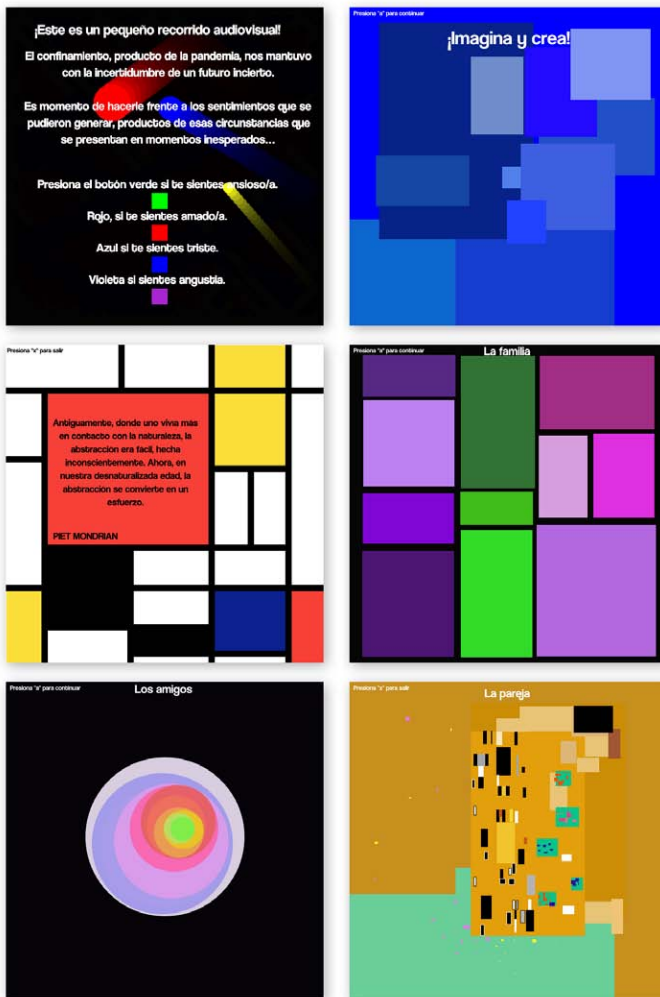 ¡Este es un pequeño recorrido audiovisual!
El confinamiento, producto de la pandemia, nos mantuvo
con la incertidumbre de un futuro incierto.
Es momento de hacerle frente a los sentimientos que se
pudieron generar, productos de esas circunstancias que
se presentan en momentos inesperados...
Presiona el botón verde si te sientes ansioso/a.
Rojo, si te sientes amado/a.
Azul si te sientes triste.
Violeta si sientes angustia.
Presiona "a" para continuar
¡Imagina y crea!
Presiona "s" para salir
Antiguamente, donde uno viva más
en contacto con la naturaleza, la
abstracción era facil, hecha
inconscientemente. Ahora, en
nuestra desnaturalizada edad, la
abstracción se convierte en un
esfuerzo.
PIET MONDRIAN
Presiona "a" para continuar
La familia
Presiona "a" para continuar
Los amigos
Presiona "s" para salir
La pareja